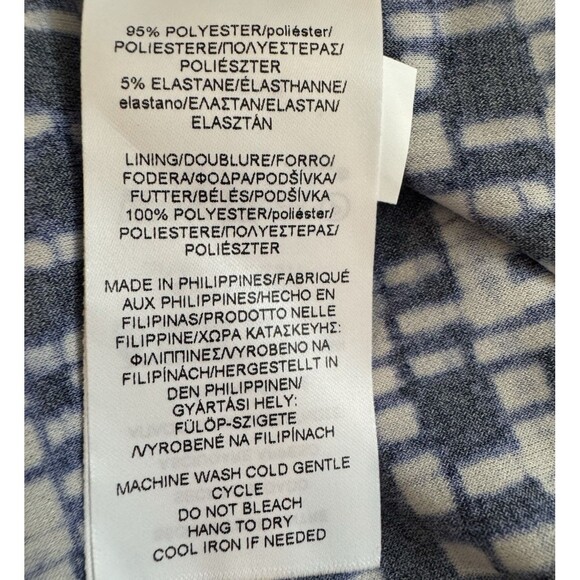 95% POLYESTER/poliéster/
POLIESTERE/ΠΟΛΥΕΣΤΕΡΑΣ/
POLIÉSZTER
5% ELASTANE/ÉLASTHANNE/
elastano/ΕΛΑΣΤΑΝ/ELASTAN/
ELASZTÁN
LINING/DOUBLURE/FORRO/
FODERA/ΦΟΔΡΑ/PODŠÍVKA/
FUTTER/BÉLÉS/PODŠÍVKA
100% POLYESTER/poliéster/
POLIESTERE/ΠΟΛΥΕΣΤΕΡΑΣ/
POLIÉSZTER
MADE IN PHILIPPINES/FABRIQUÉ
AUX PHILIPPINES/HECHO EN
FILIPINAS/PRODOTTO NELLE
FILIPPINE/ΧΩΡΑ ΚΑΤΑΣΚΕΥΗΣ:
ΦΙΛΙΠΠΙΝΕΣ/VYROBENO NA
FILIPÍNÁCH/HERGESTELLT IN
DEN PHILIPPINEN/
GYÁRTÁSI HELY:
FÜLÖP-SZIGETE
/VYROBENÉ NA FILIPÍNACH
MACHINE WASH COLD GENTLE
CYCLE
DO NOT BLEACH
HANG TO DRY
COOL IRON IF NEEDED